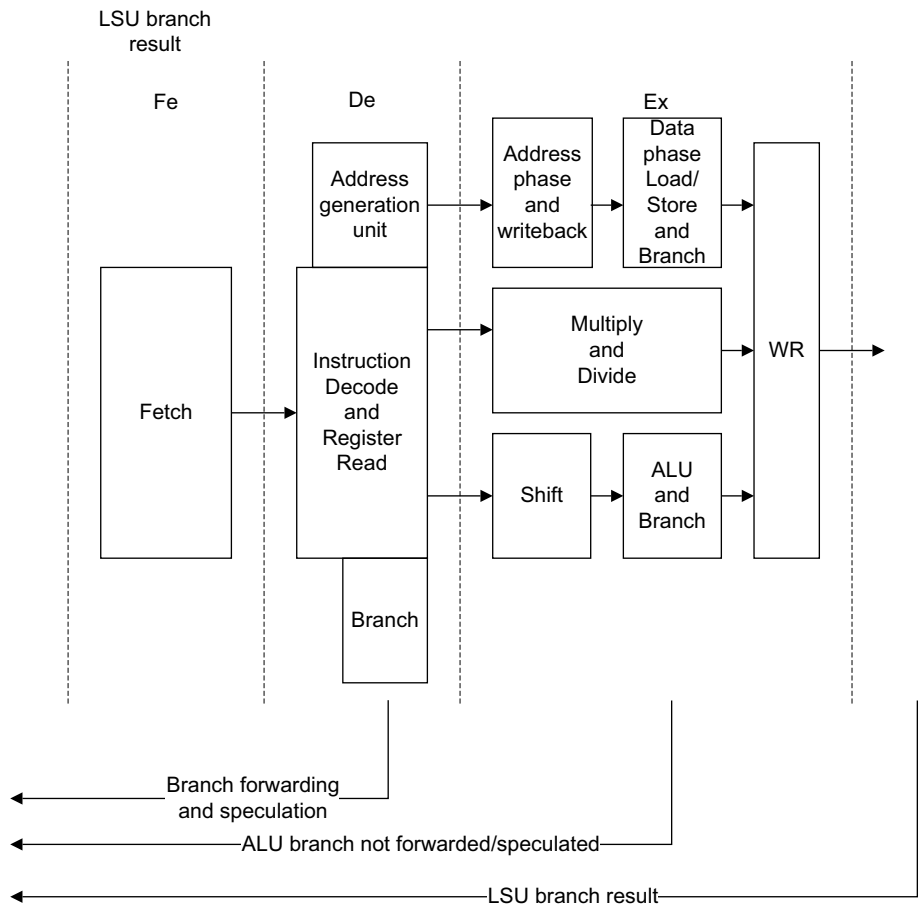 LSU branch
result
Fe
De
Ex
Address
generation
unit
Address
phase
and
writeback
Data
phase
Load/
Store
and
Branch
Fetch
Instruction
Decode
and
Register
Read
Multiply
and
Divide
WR
Shift
ALU
and
Branch
Branch
Branch forwarding
and speculation
ALU branch not forwarded/speculated
LSU branch result